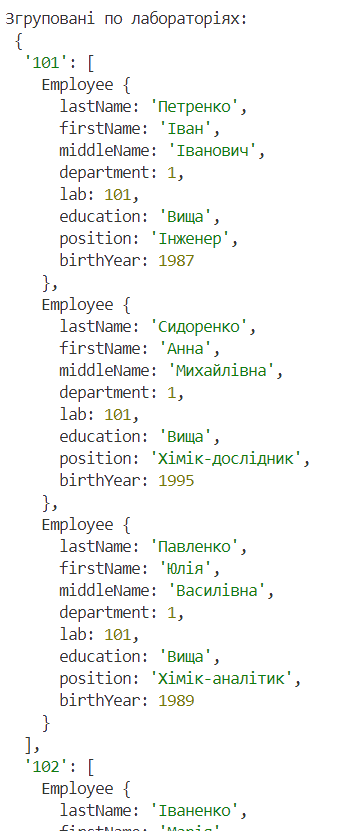 Згруповані по лабораторіях:
{
'101': [
Employee {
lastName: 'Петренко',
firstName: 'Іван',
middleName: 'Іванович',
department: 1,
lab: 101,
education: 'Вища',
position: 'Інженер',
birthYear: 1987
},
Employee {
lastName: 'Сидоренко',
firstName: 'Анна',
middleName: 'Михайлівна',
department: 1,
lab: 101,
education: 'Вища',
position: 'Хімік-дослідник',
birthYear: 1995
},
Employee {
lastName: 'Павленко',
firstName: 'Юлія',
middleName: 'Василівна',
department: 1,
lab: 101,
education: 'Вища',
position: 'Хімік-аналітик',
birthYear: 1989
}
],
'102': [
Employee {
lastName: 'Іваненко',
firstName: 'Марія',